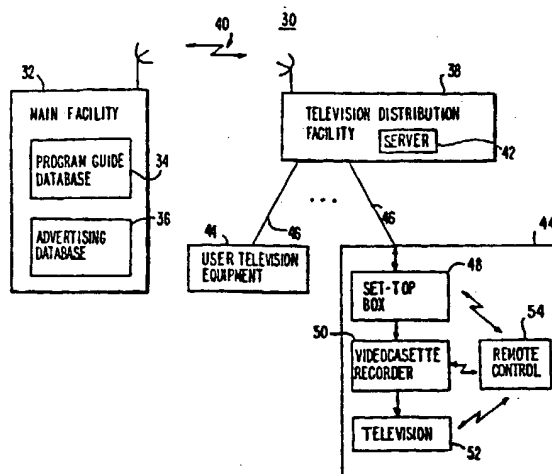 40
30
32
38
MAIN FACILITY
PROGRAM GUIDE
DATABASE
34
ADVERTISING
DATABASE
36
TELEVISION DISTRIBUTION
FACILITY
SERVER
42
...
46
46
44
USER TELEVISION
EQUIPMENT
44
48
SET-TOP
BOX
50
VIDEOCASETTE
RECORDER
54
REMOTE
CONTROL
TELEVISION
52